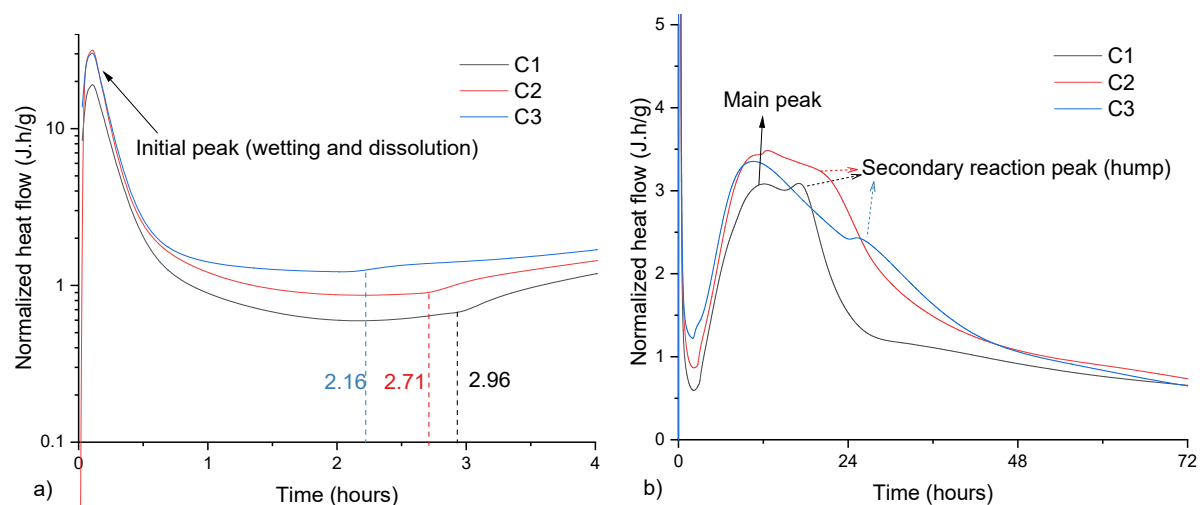 Normalized heat flow (J.h/g)
10
1
0.1
C1
C2
C3
Initial peak (wetting and dissolution)
2.16
2.71
2.96
0
1
2
3
4
Time (hours)
a)
Normalized heat flow (J.h/g)
5
4
3
2
1
0
C1
C2
C3
Main peak
Secondary reaction peak (hump)
0
24
48
72
Time (hours)
b)